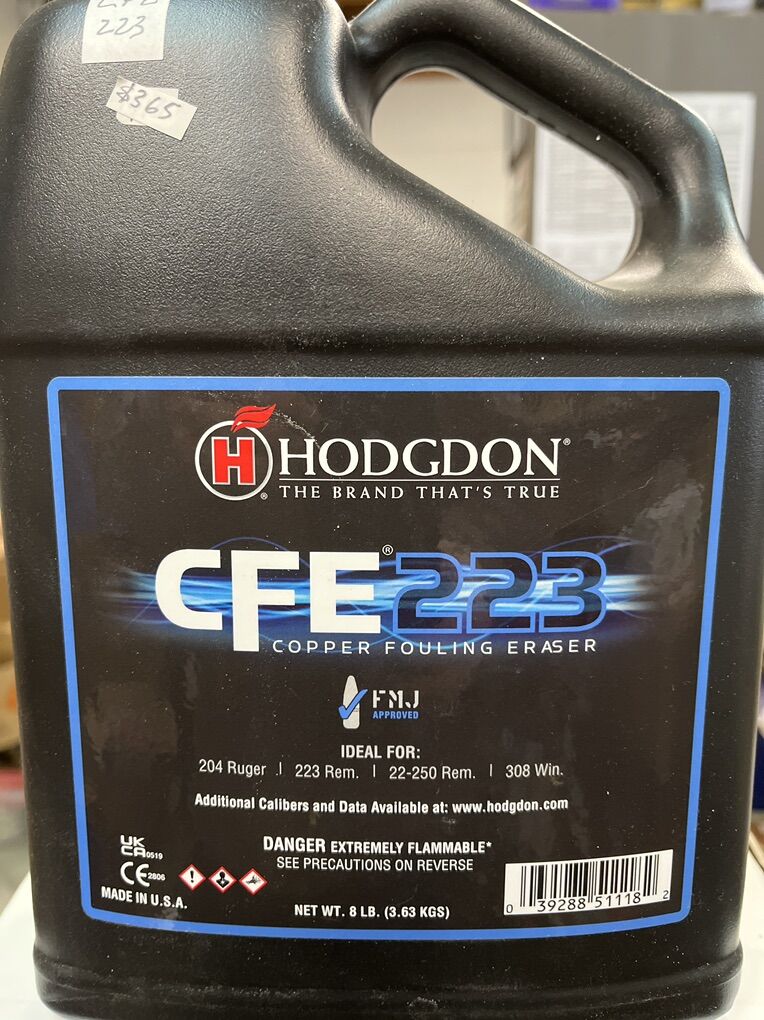 223
$365
H HODGDON®
®
THE BRAND THAT'S TRUE
CFE®223
COPPER FOULING ERASER
FMJ
APPROVED
IDEAL FOR:
204 Ruger | 223 Rem. | 22-250 Rem. | 308 Win.
Additional Calibers and Data Available at: www.hodgdon.com
DANGER EXTREMELY FLAMMABLE*
SEE PRECAUTIONS ON REVERSE
UK
CA 0519
CE 2806
MADE IN U.S.A.
NET WT. 8 LB. (3.63 KGS)
0 39288 51118 2